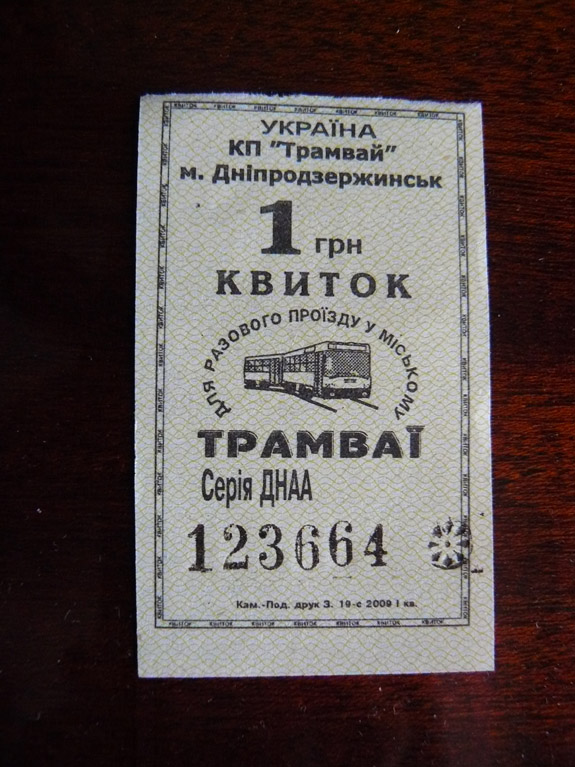 УКРАЇНА
КП "Трамвай"
м. Дніпродзержинськ
1 грн
КВИТОК
ДЛЯ РАЗОВОГО ПРОЇЗДУ У МІСЬКОМУ
ТРАМВАЇ
Серія ДНАА
123664
Кам.-Под. друк З. 19-с 2009 І кв.